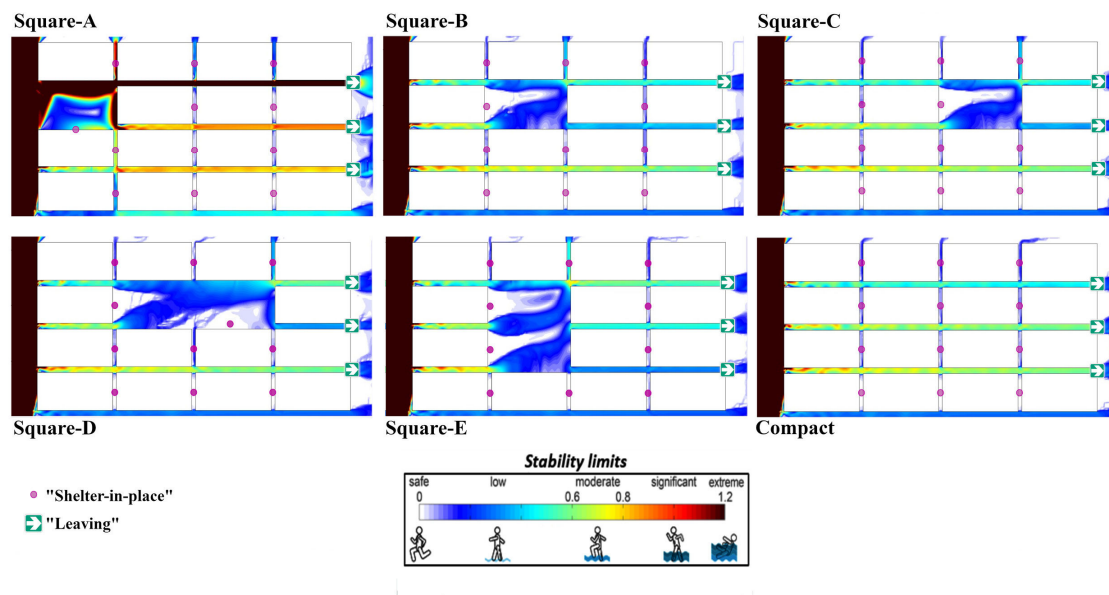 Square-A
Square-B
Square-C
Square-D
Square-E
Compact
Stability limits
safe low moderate significant extreme
0 0.6 0.8 1.2
"Shelter-in-place"
"Leaving"